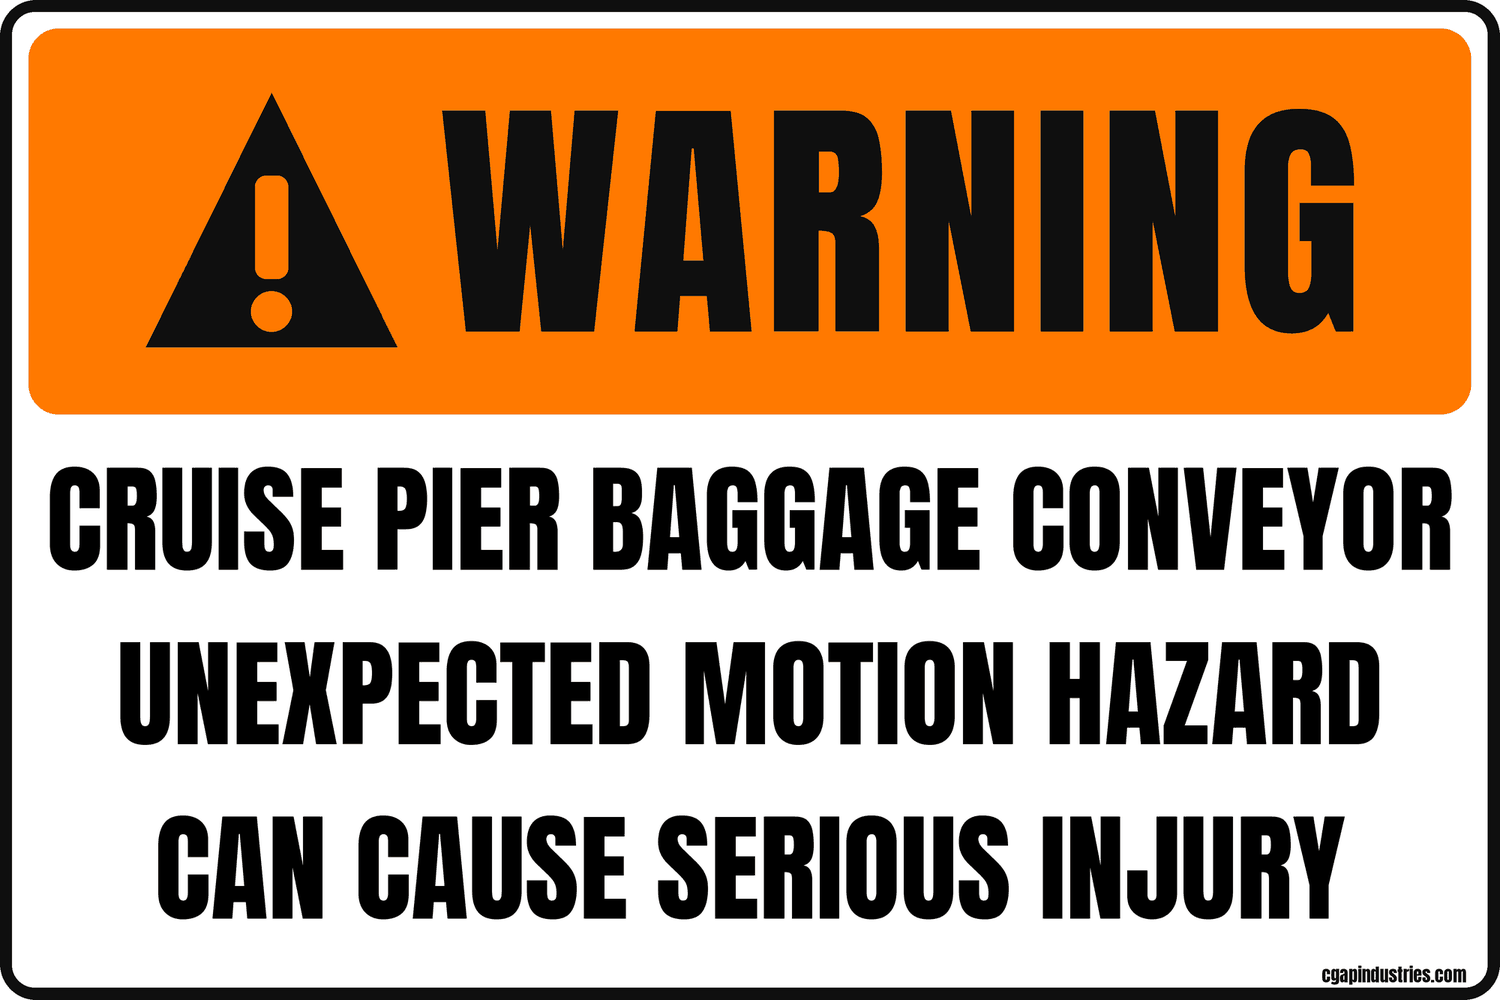 WARNING
CRUISE PIER BAGGAGE CONVEYOR
UNEXPECTED MOTION HAZARD
CAN CAUSE SERIOUS INJURY
cgapindustries.com